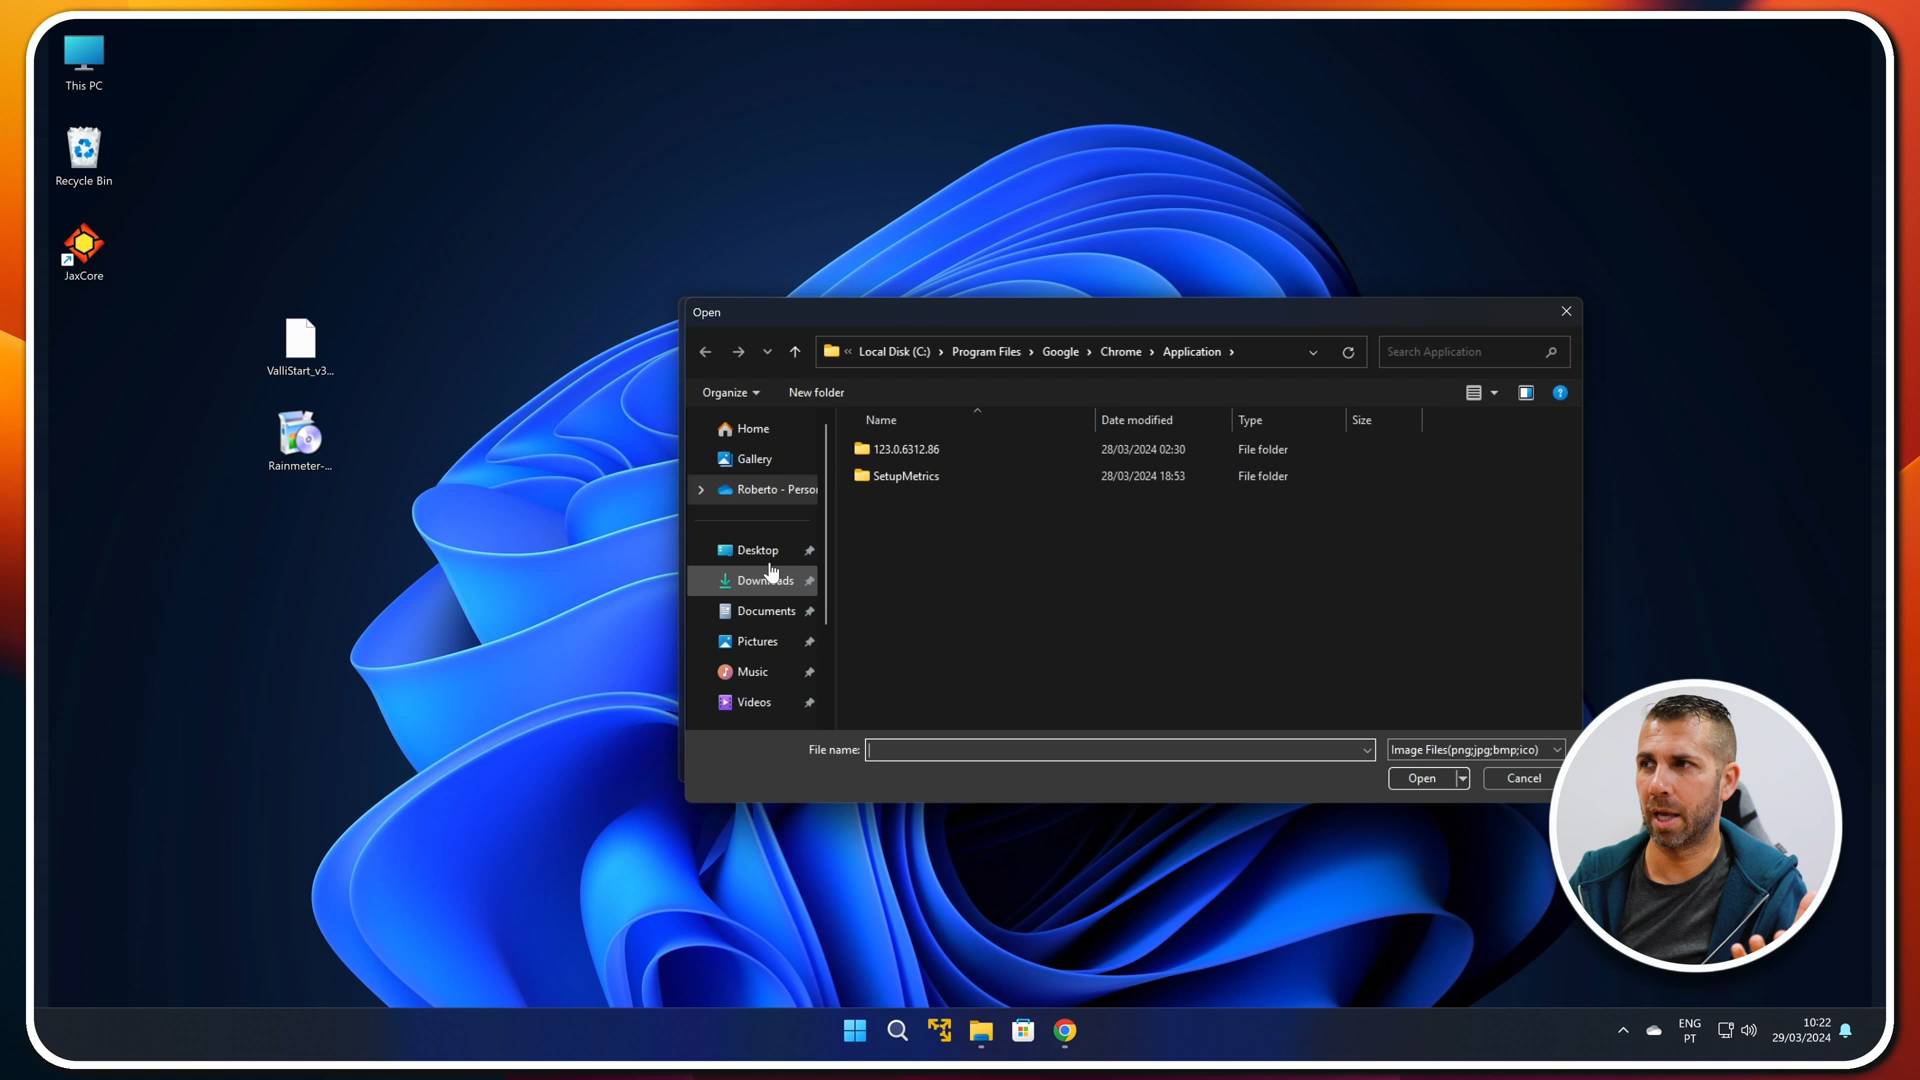 This PC
Recycle Bin
JaxCore
ValliStart_v3...
Rainmeter-...
Open
« Local Disk (C:) › Program Files › Google › Chrome › Application ›
Search Application
Organize
New folder
?
Name
Date modified
Type
Size
123.0.6312.86
28/03/2024 02:30
File folder
SetupMetrics
28/03/2024 18:53
File folder
Home
Gallery
Roberto - Perso
Desktop
Downloads
Documents
Pictures
Music
Videos
File name:
Image Files(png;jpg;bmp;ico)
Open
Cancel
ENG
PT
10:22
29/03/2024